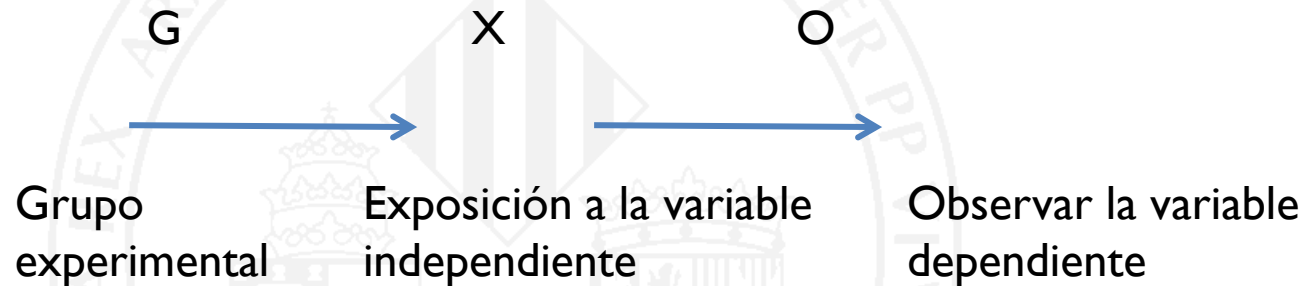 G X O
Grupo experimental
Exposición a la variable independiente
Observar la variable dependiente